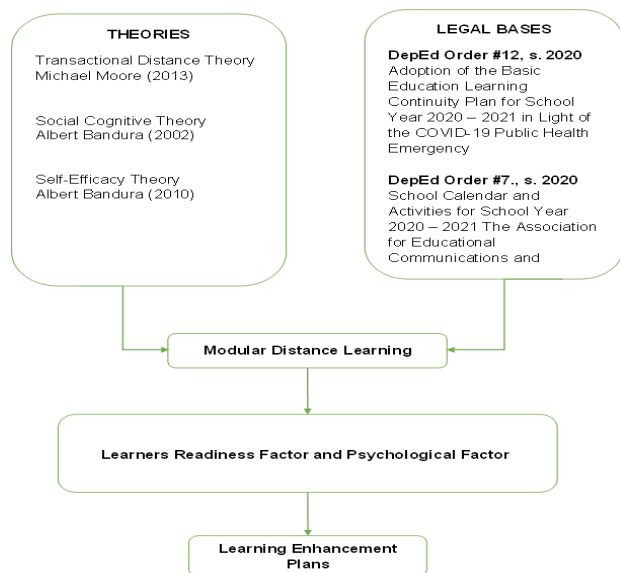 THEORIES
Transactional Distance Theory
Michael Moore (2013)
Social Cognitive Theory
Albert Bandura (2002)
Self-Efficacy Theory
Albert Bandura (2010)
LEGAL BASES
DepEd Order #12, s. 2020
Adoption of the Basic
Education Learning
Continuity Plan for School
Year 2020 – 2021 in Light of
the COVID-19 Public Health
Emergency
DepEd Order #7., s. 2020
School Calendar and
Activities for School Year
2020 – 2021 The Association
for Educational
Communications and
Modular Distance Learning
Learners Readiness Factor and Psychological Factor
Learning Enhancement
Plans